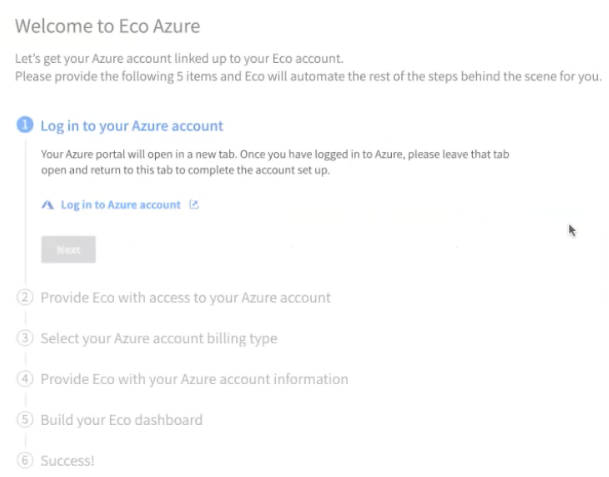 Welcome to Eco Azure
Let's get your Azure account linked up to your Eco account.
Please provide the following 5 items and Eco will automate the rest of the steps behind the scene for you.
1 Log in to your Azure account
Your Azure portal will open in a new tab. Once you have logged in to Azure, please leave that tab
open and return to this tab to complete the account set up.
Log in to Azure account
Next
2 Provide Eco with access to your Azure account
3 Select your Azure account billing type
4 Provide Eco with your Azure account information
5 Build your Eco dashboard
6 Success!